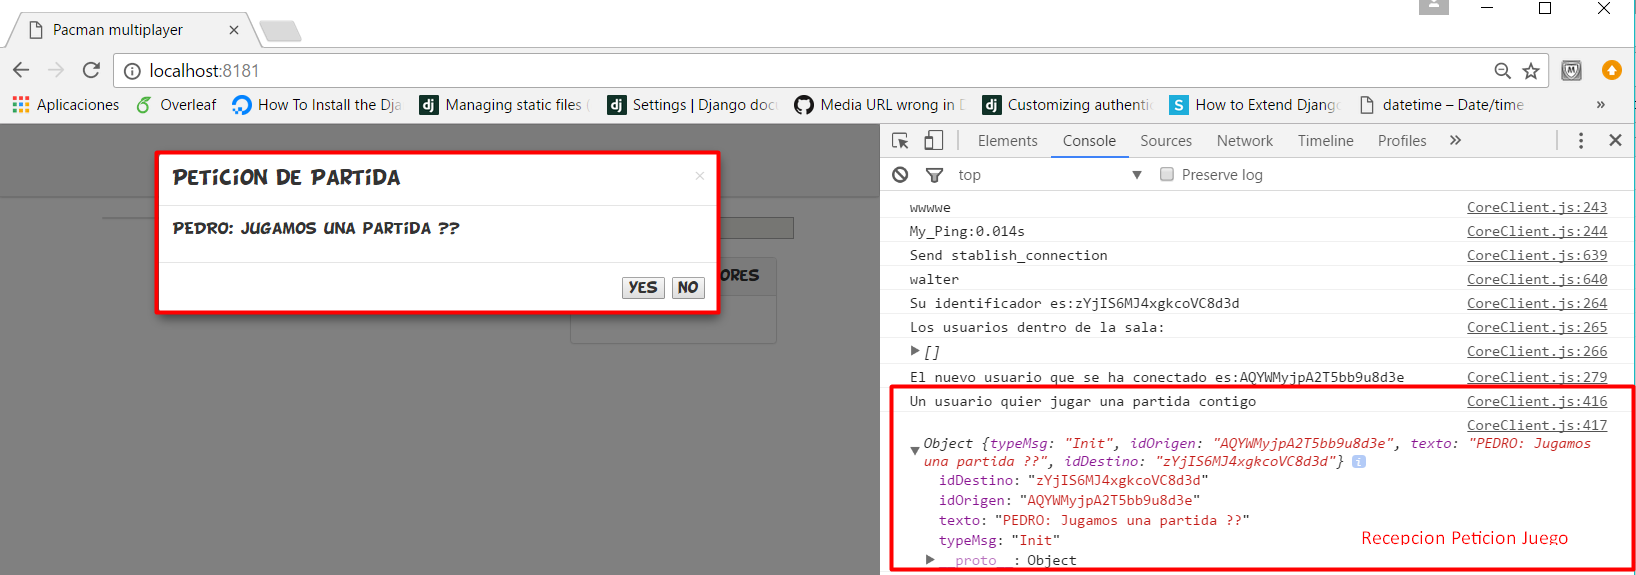 Pacman multiplayer
localhost:8181
Aplicaciones Overleaf How To Install the Dja Managing static files ( Settings | Django doc Media URL wrong in D Customizing authentic How to Extend Django datetime – Date/time »
PETICION DE PARTIDA ×
PEDRO: JUGAMOS UNA PARTIDA ??
YES NO
ORES
Elements Console Sources Network Timeline Profiles »
top Preserve log
wwwwe CoreClient.js:243
My_Ping:0.014s CoreClient.js:244
Send stablish_connection CoreClient.js:639
walter CoreClient.js:640
Su identificador es:zYjIS6MJ4xgkcoVC8d3d CoreClient.js:264
Los usuarios dentro de la sala: CoreClient.js:265
[] CoreClient.js:266
El nuevo usuario que se ha conectado es:AQYWMyjpA2T5bb9u8d3e CoreClient.js:279
Un usuario quier jugar una partida contigo CoreClient.js:416
CoreClient.js:417
Object {typeMsg: "Init", idOrigen: "AQYWMyjpA2T5bb9u8d3e", texto: "PEDRO: Jugamos
una partida ??", idDestino: "zYjIS6MJ4xgkcoVC8d3d"}
idDestino: "zYjIS6MJ4xgkcoVC8d3d"
idOrigen: "AQYWMyjpA2T5bb9u8d3e"
texto: "PEDRO: Jugamos una partida ??"
typeMsg: "Init"
Recepcion Peticion Juego
__proto__: Object